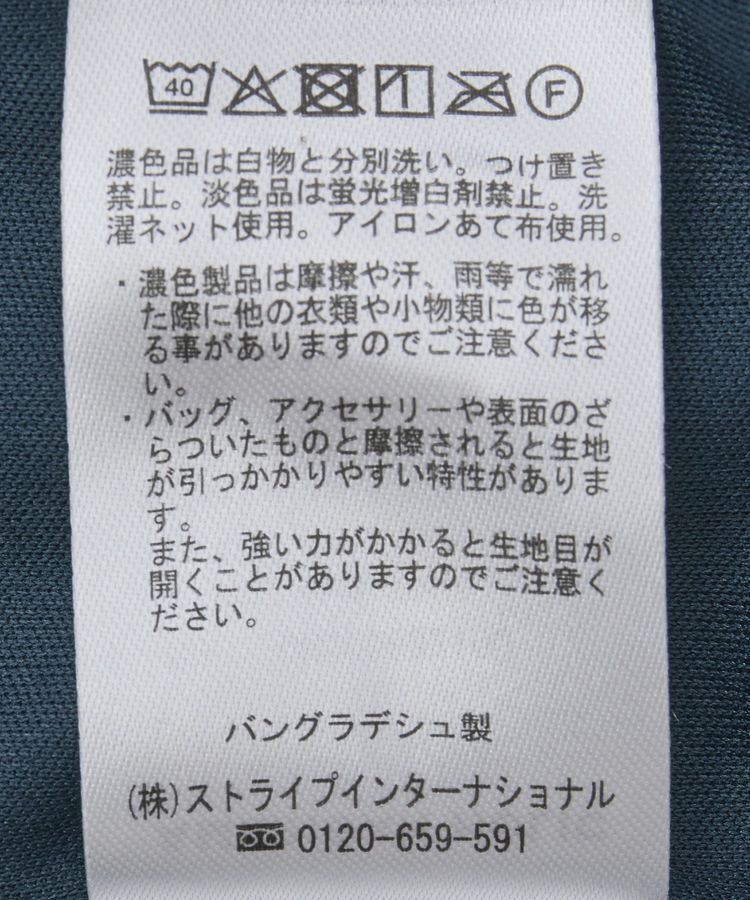 40 F
濃色品は白物と分別洗い。つけ置き
禁止。淡色品は蛍光増白剤禁止。洗
濯ネット使用。アイロンあて布使用。
・濃色製品は摩擦や汗、雨等で濡れ
た際に他の衣類や小物類に色が移
る事がありますのでご注意くださ
い。
・バッグ、アクセサリーや表面のざ
らついたものと摩擦されると生地
が引っかかりやすい特性がありま
す。
また、強い力がかかると生地目が
開くことがありますのでご注意く
ださい。
バングラデシュ製
(株)ストライプインターナショナル
0120-659-591